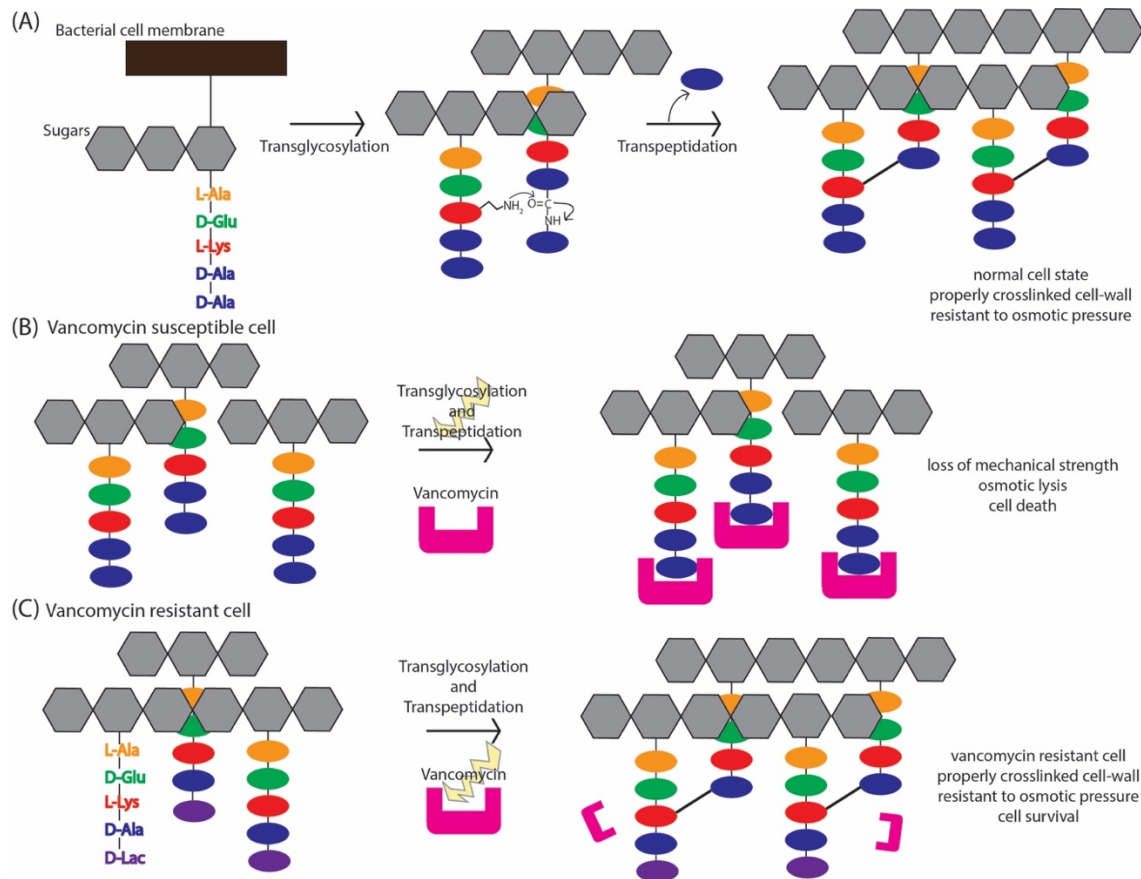 (A)
Bacterial cell membrane
Sugars
L-Ala
D-Glu
L-Lys
D-Ala
D-Ala
Transglycosylation
NH2
O=C
NH
Transpeptidation
normal cell state
properly crosslinked cell-wall
resistant to osmotic pressure
(B) Vancomycin susceptible cell
Transglycosylation
and
Transpeptidation
Vancomycin
loss of mechanical strength
osmotic lysis
cell death
(C) Vancomycin resistant cell
L-Ala
D-Glu
L-Lys
D-Ala
D-Lac
Transglycosylation
and
Transpeptidation
Vancomycin
vancomycin resistant cell
properly crosslinked cell-wall
resistant to osmotic pressure
cell survival